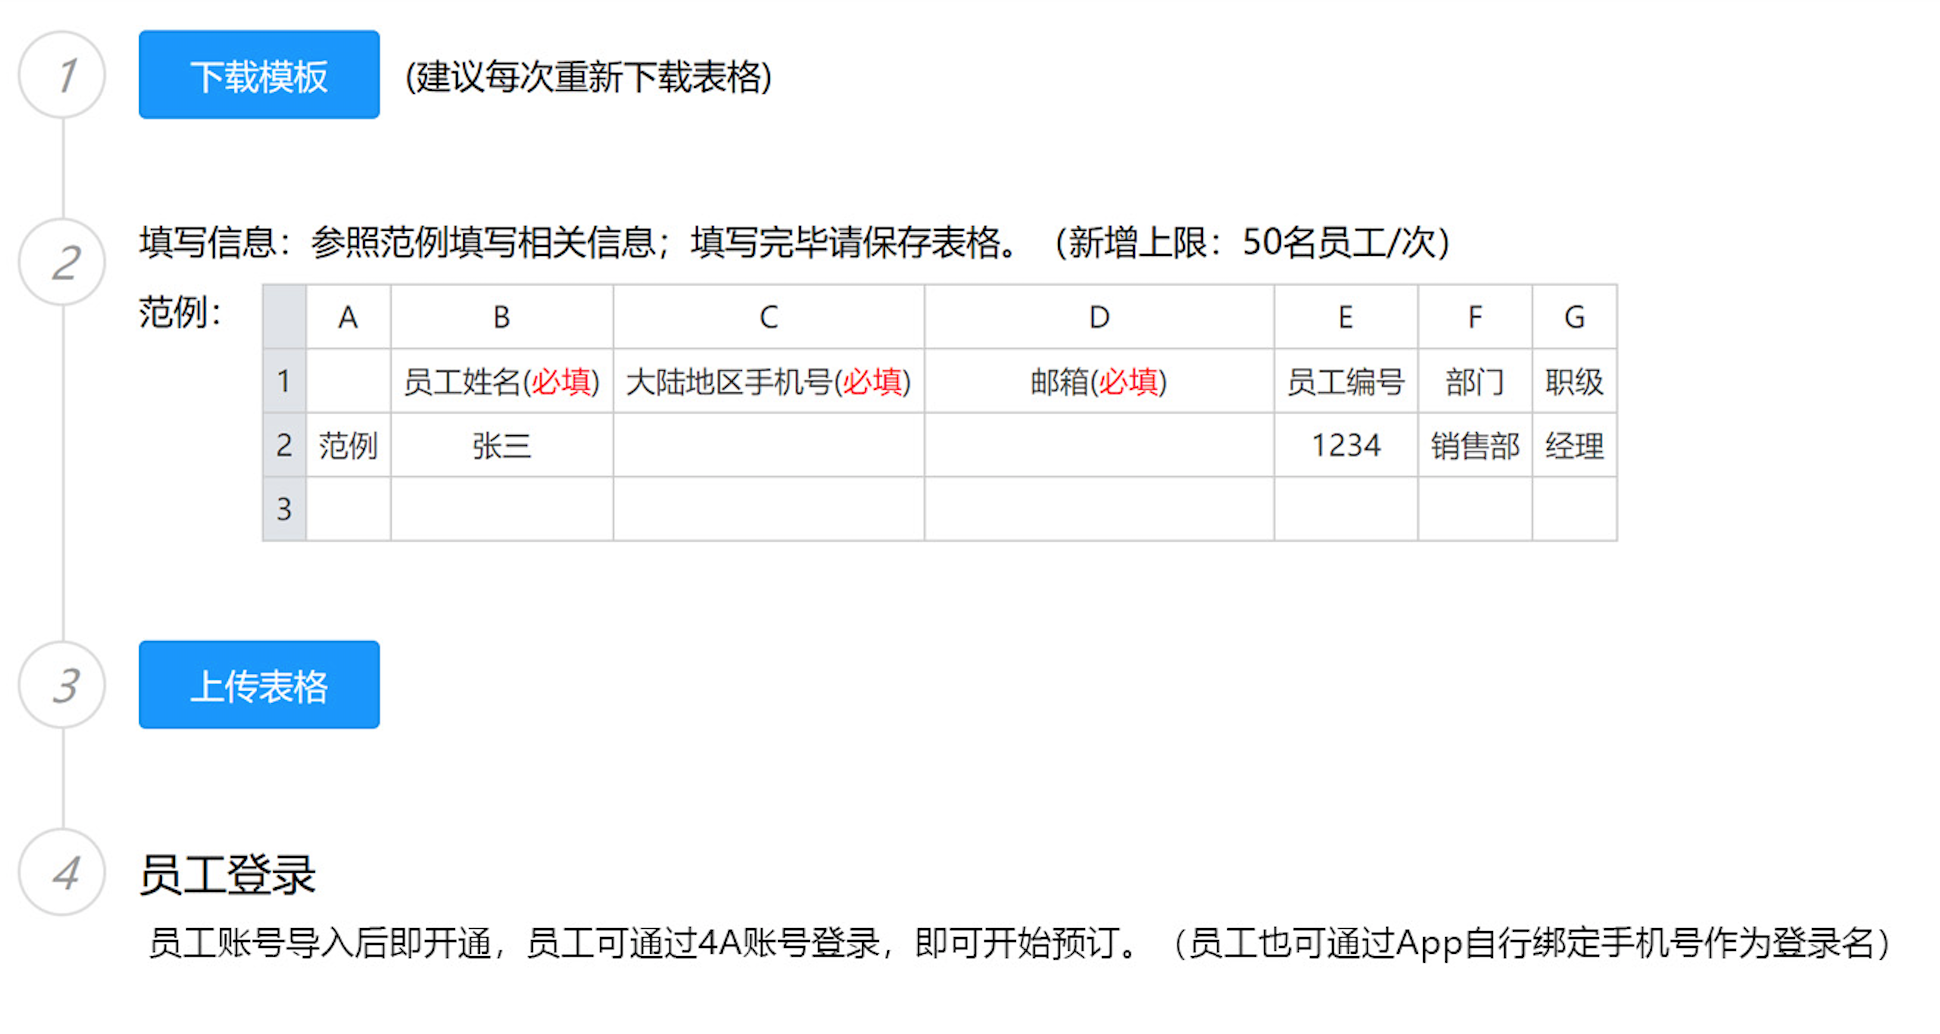 1
下载模板 (建议每次重新下载表格)
2
填写信息：参照范例填写相关信息；填写完毕请保存表格。（新增上限：50名员工/次）
范例：
A B C D E F G
1 员工姓名(必填) 大陆地区手机号(必填) 邮箱(必填) 员工编号 部门 职级
2 范例 张三 1234 销售部 经理
3
3
上传表格
4
员工登录
员工账号导入后即开通，员工可通过4A账号登录，即可开始预订。（员工也可通过App自行绑定手机号作为登录名）